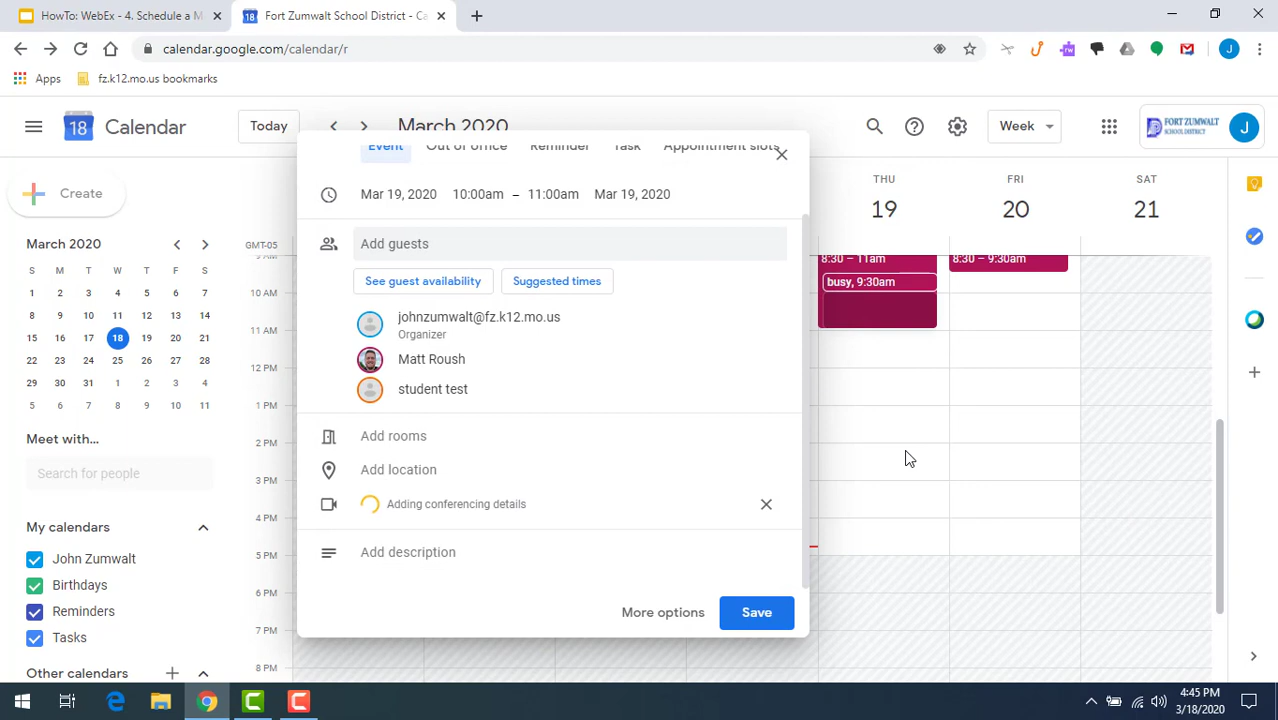 HowTo: WebEx - 4. Schedule a M
Fort Zumwalt School District - Ca
calendar.google.com/calendar/r
rw
J
Apps
fz.k12.mo.us bookmarks
18
Calendar
Today
March 2020
Week
FORT ZUMWALT
SCHOOL DISTRICT
J
Create
March 2020
S M T W T F S
1 2 3 4 5 6 7
8 9 10 11 12 13 14
15 16 17 18 19 20 21
22 23 24 25 26 27 28
29 30 31 1 2 3 4
5 6 7 8 9 10 11
Meet with...
Search for people
My calendars
John Zumwalt
Birthdays
Reminders
Tasks
Other calendars
Event
Out of office
Reminder
Task
Appointment slots
Mar 19, 2020 10:00am – 11:00am Mar 19, 2020
Add guests
See guest availability
Suggested times
johnzumwalt@fz.k12.mo.us
Organizer
Matt Roush
student test
Add rooms
Add location
Adding conferencing details
Add description
More options
Save
THU
19
FRI
20
SAT
21
GMT-05
9 AM
10 AM
11 AM
12 PM
1 PM
2 PM
3 PM
4 PM
5 PM
6 PM
7 PM
8 PM
8:30 – 11am
busy, 9:30am
8:30 – 9:30am
4:45 PM
3/18/2020